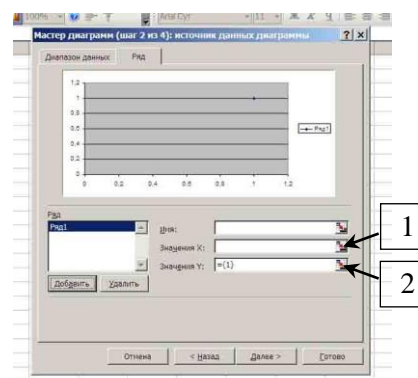 100% Arial Cyr 11 Ж К Ч
Мастер диаграмм (шаг 2 из 4): источник данных диаграммы ? ×
Диапазон данных Ряд
1,2
1
0,8
0,6
0,4
0,2
0
0 0,2 0,4 0,6 0,8 1 1,2
Ряд1
Ряд
Ряд1
Имя:
Значения X:
Значения Y: ={1}
Добавить Удалить
Отмена < Назад Далее > Готово
1
2